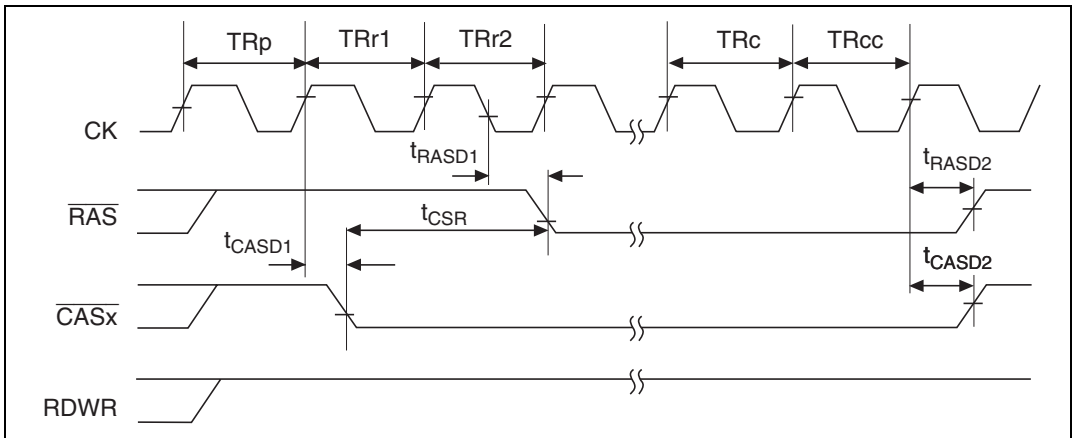 TRp TRr1 TRr2 TRc TRcc
CK
tRASD1 tRASD2
RAS
tCSR
tCASD1 tCASD2
CASx
RDWR